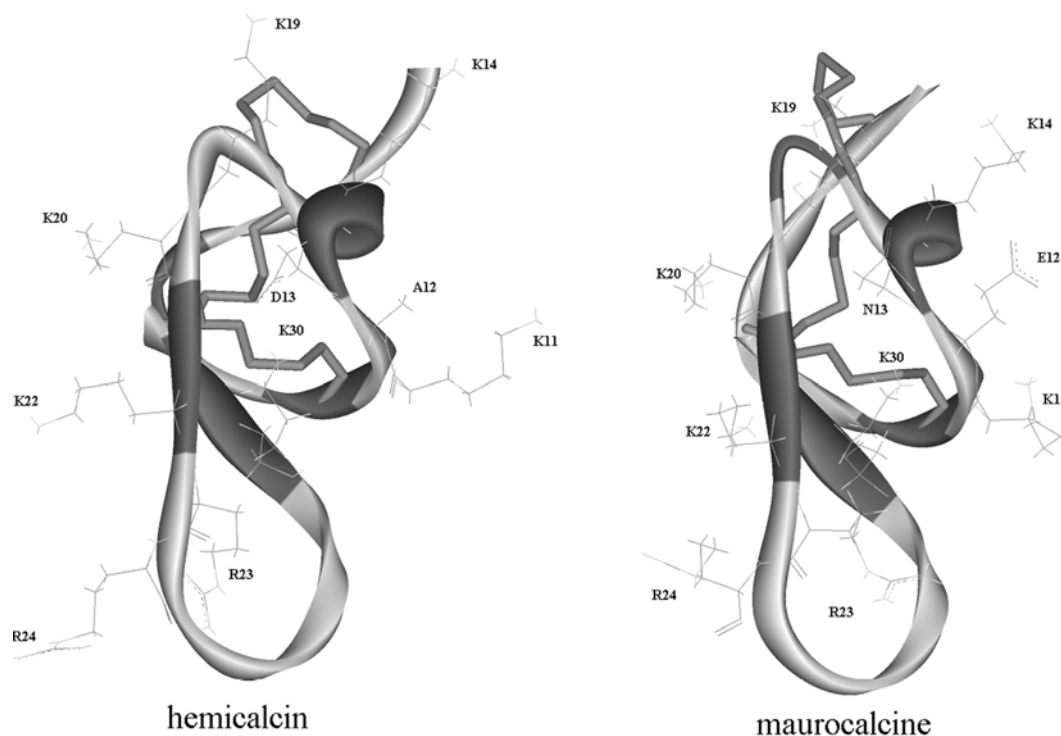 K19
K14
K20
D13
A12
K30
K11
K22
R23
R24
hemicalcin
K19
K14
E12
K20
N13
K30
K1
K22
R24
R23
maurocalcine